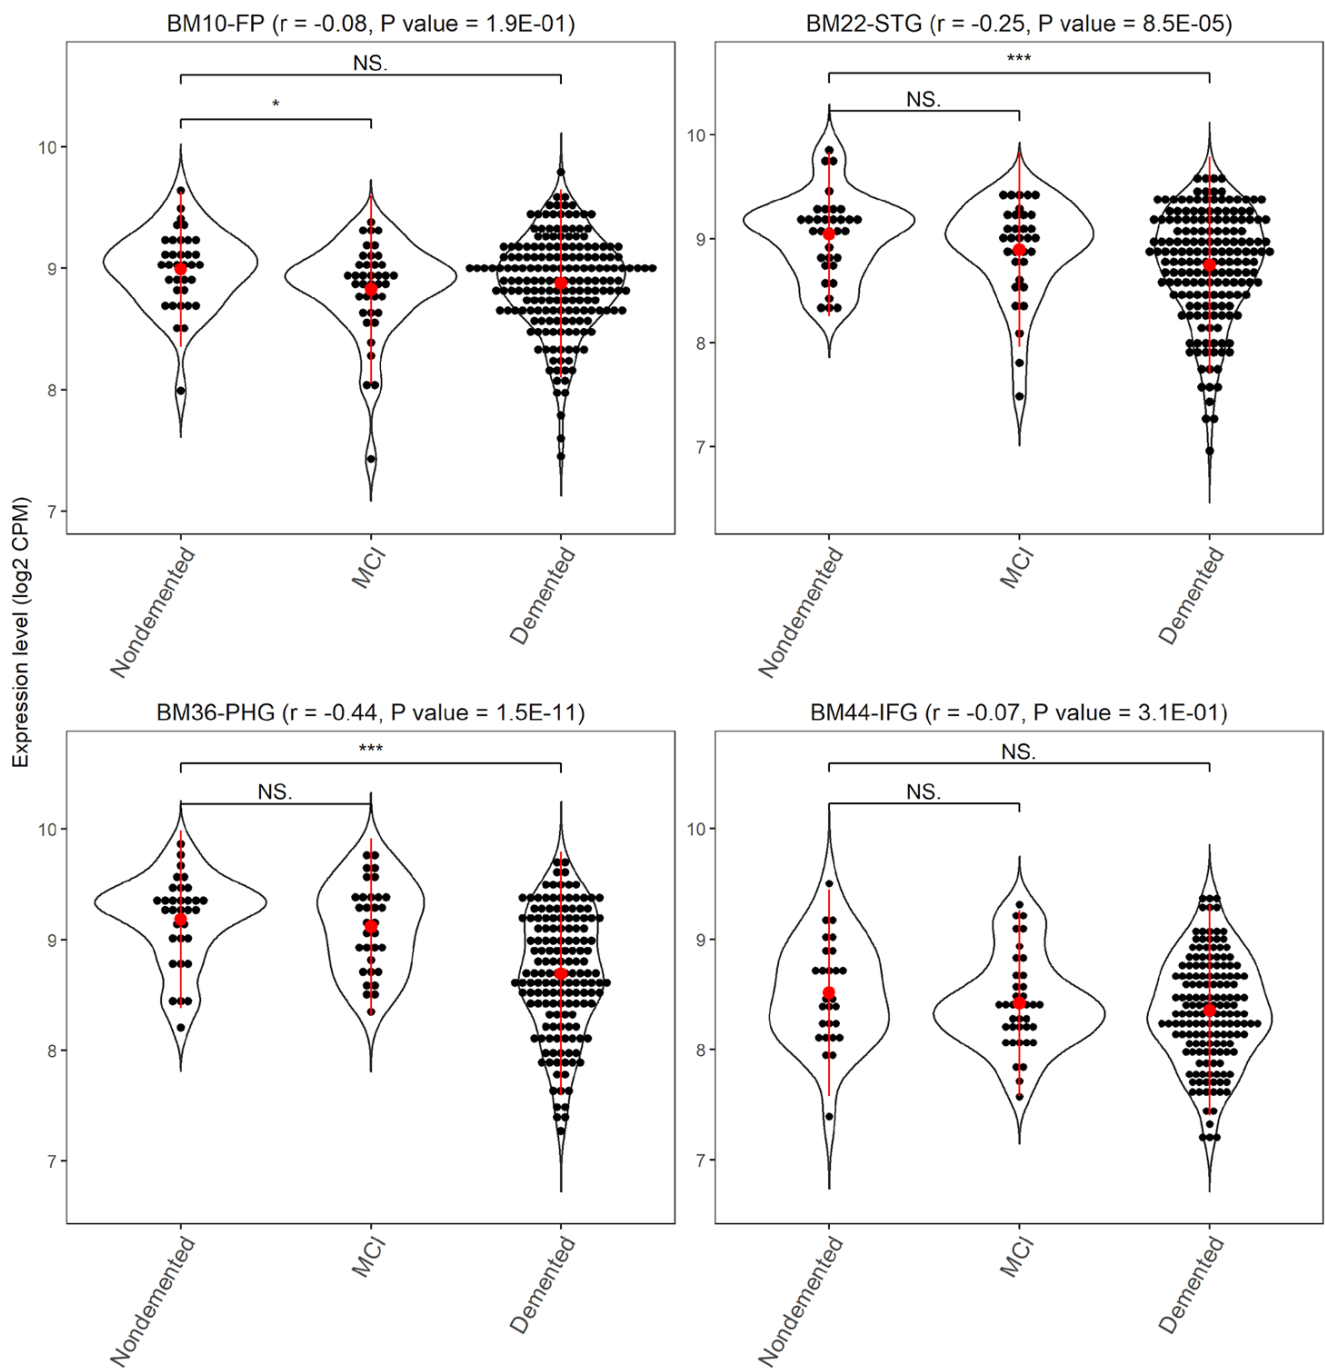 BM10-FP (r = -0.08, P value = 1.9E-01)
NS.
*
10
9
8
7
Nondemented
MCI
Demented
BM22-STG (r = -0.25, P value = 8.5E-05)
***
NS.
10
9
8
7
Nondemented
MCI
Demented
Expression level (log2 CPM)
BM36-PHG (r = -0.44, P value = 1.5E-11)
***
NS.
10
9
8
7
Nondemented
MCI
Demented
BM44-IFG (r = -0.07, P value = 3.1E-01)
NS.
NS.
10
9
8
7
Nondemented
MCI
Demented